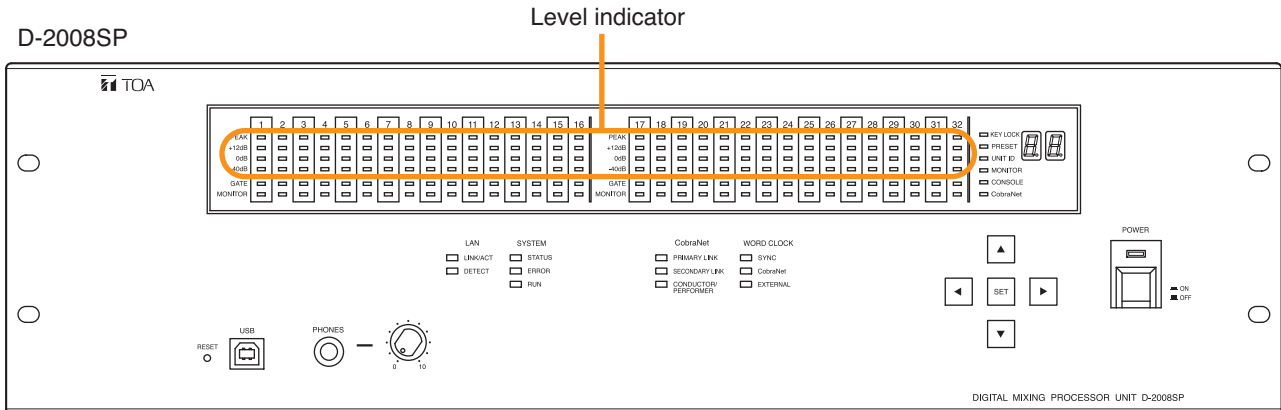 Level indicator
D-2008SP
TOA
1 2 3 4 5 6 7 8 9 10 11 12 13 14 15 16 17 18 19 20 21 22 23 24 25 26 27 28 29 30 31 32
PEAK PEAK KEY LOCK
+12dB +12dB PRESET
0dB 0dB UNIT ID
-40dB -40dB MONITOR
GATE GATE CONSOLE
MONITOR MONITOR CobraNet
8.8.
LAN SYSTEM CobraNet WORD CLOCK
LINK/ACT STATUS PRIMARY LINK SYNC
DETECT ERROR SECONDARY LINK CobraNet
RUN CONDUCTOR/ EXTERNAL
PERFORMER
SET
POWER
ON
OFF
RESET USB PHONES
0 10
DIGITAL MIXING PROCESSOR UNIT D-2008SP